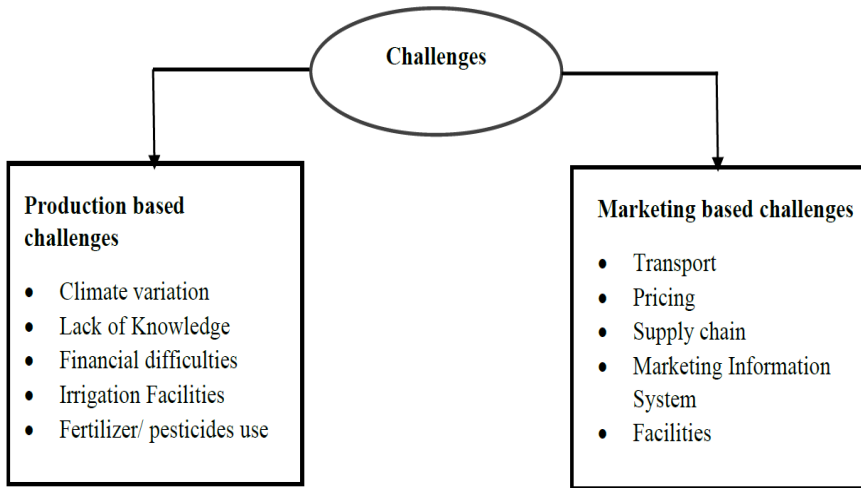 Challenges
Production based
challenges
• Climate variation
• Lack of Knowledge
• Financial difficulties
• Irrigation Facilities
• Fertilizer/ pesticides use
Marketing based challenges
• Transport
• Pricing
• Supply chain
• Marketing Information
System
• Facilities